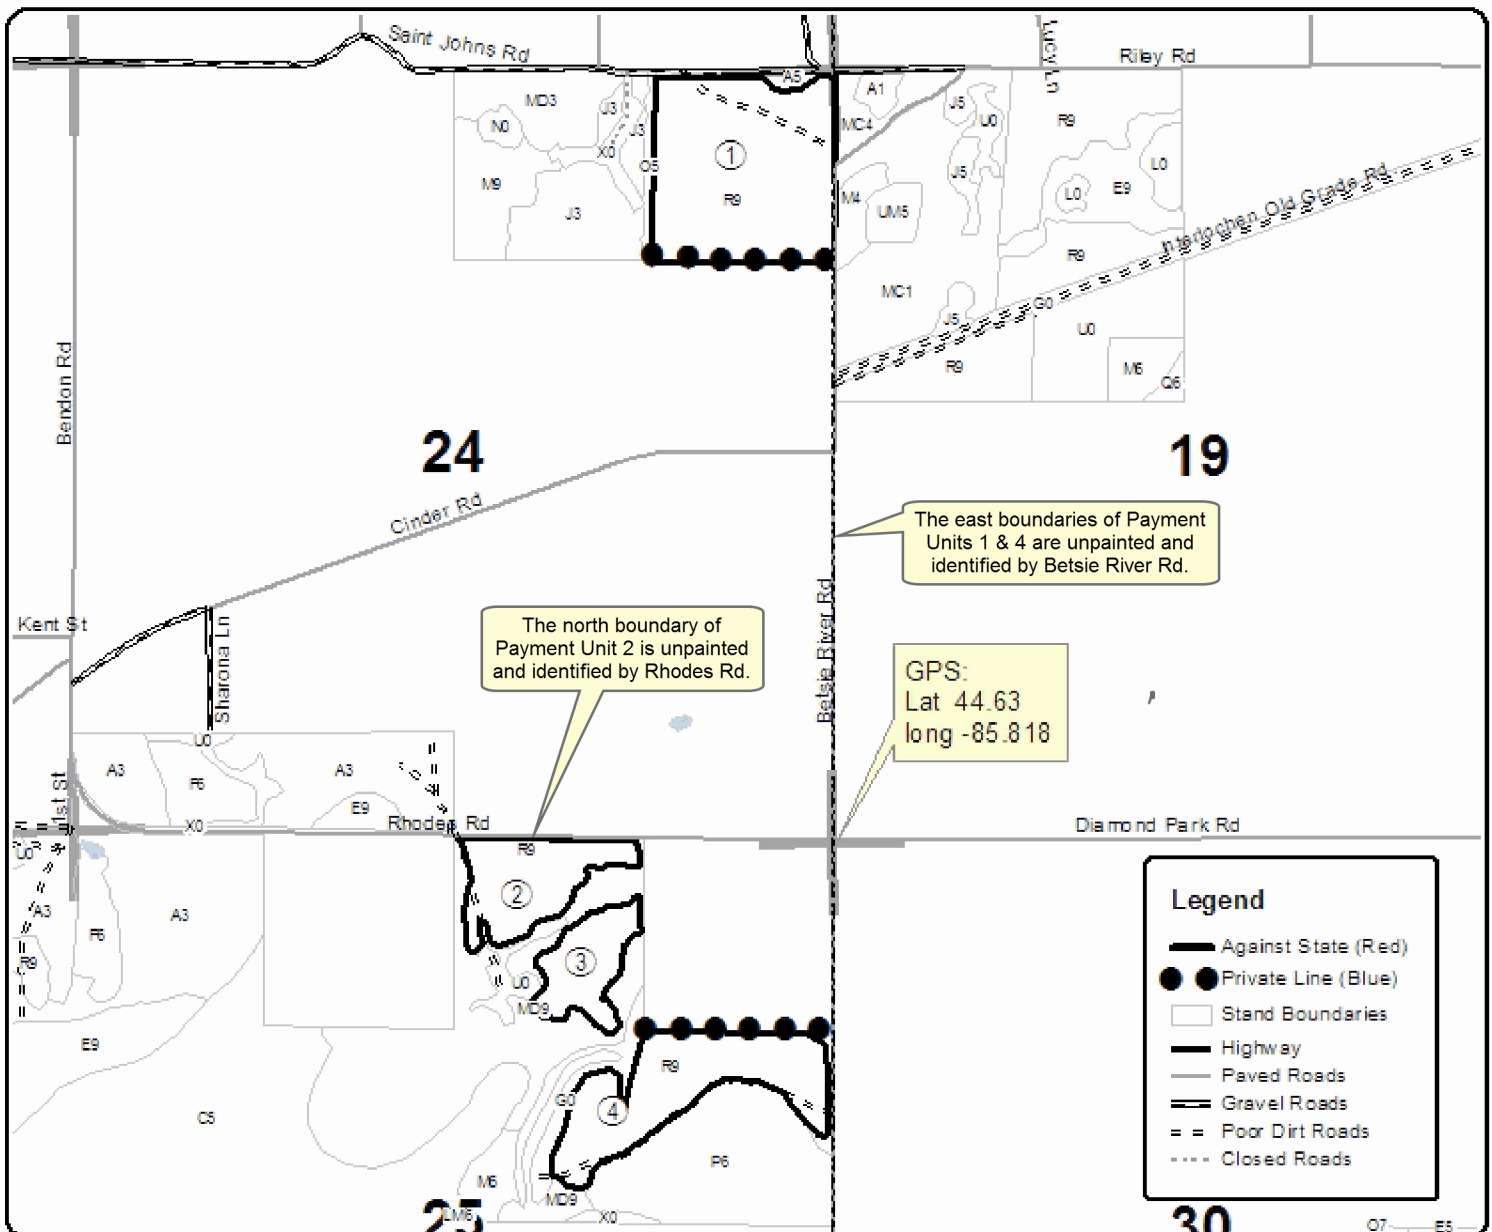 Saint Johns Rd
Lucy Ln
Riley Rd
A5
A1
MD3
J3
J5
N0
J3
MC4
U0
R9
X0
O5
1
M9
J5
L0
R9
M4
L0
E9
J3
UM5
Interlochen Old Grade Rd
R9
MC1
G0
J5
U0
R9
M6
Q6
Bendon Rd
24
19
Cinder Rd
The east boundaries of Payment
Units 1 & 4 are unpainted and
identified by Betsie River Rd.
Kent St
Sharona Ln
The north boundary of
Payment Unit 2 is unpainted
and identified by Rhodes Rd.
Betsie River Rd
GPS:
Lat 44.63
long -85.818
U0
A3
F6
A3
E9
1st St
X0
Rhodes Rd
Diamond Park Rd
U0
R9
2
A3
A3
F6
R9
3
U0
MD9
E9
R9
G0
4
C5
P6
M6
MD9
LM6
X0
25
30
Legend
Against State (Red)
Private Line (Blue)
Stand Boundaries
Highway
Paved Roads
Gravel Roads
Poor Dirt Roads
Closed Roads
E5